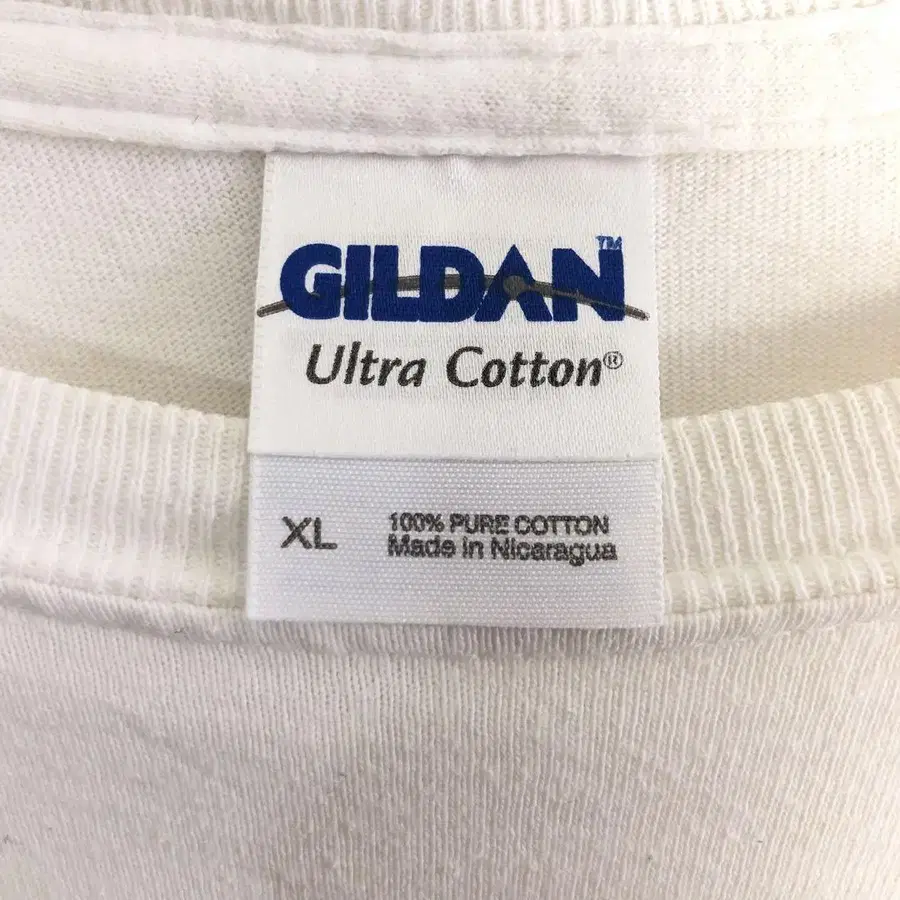 GILDAN™
Ultra Cotton®
XL
100% PURE COTTON
Made in Nicaragua